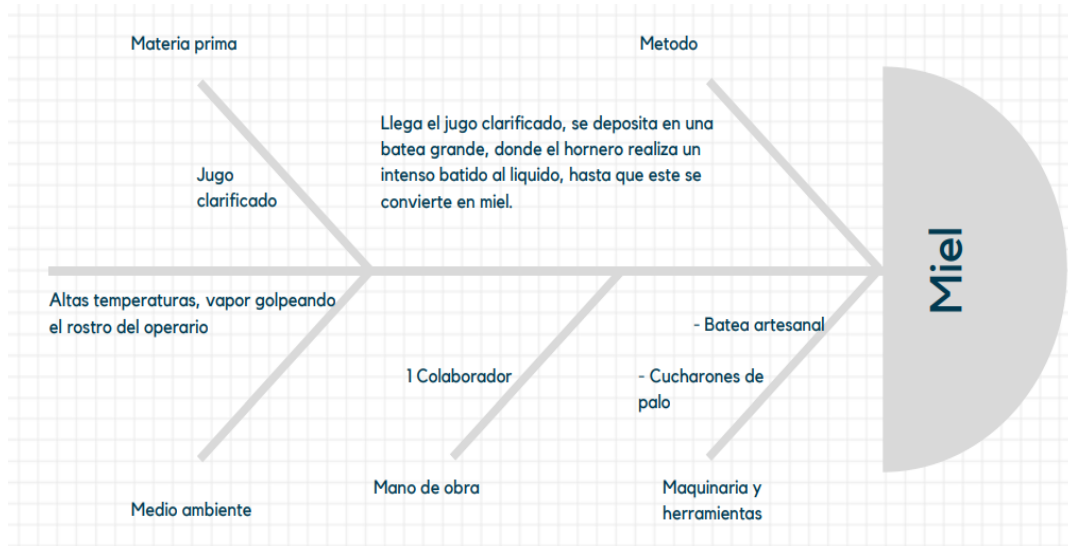 Materia prima
Metodo
Llega el jugo clarificado, se deposita en una
batea grande, donde el hornero realiza un
intenso batido al liquido, hasta que este se
convierte en miel.
Jugo
clarificado
Miel
Altas temperaturas, vapor golpeando
el rostro del operario
- Batea artesanal
1 Colaborador
- Cucharones de
palo
Medio ambiente
Mano de obra
Maquinaria y
herramientas